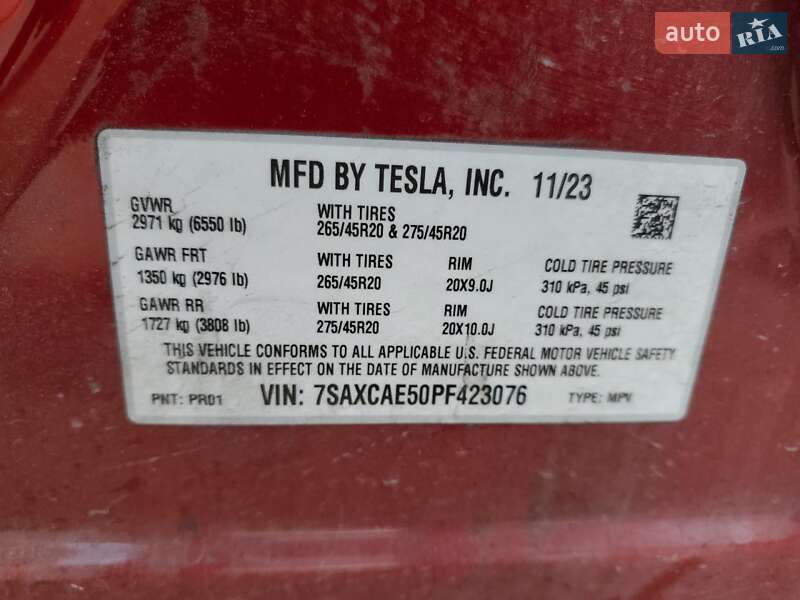 auto RIA.com
MFD BY TESLA, INC. 11/23
GVWR
2971 kg (6550 lb)
WITH TIRES
265/45R20 & 275/45R20
GAWR FRT
1350 kg (2976 lb)
WITH TIRES
265/45R20
RIM
20X9.0J
COLD TIRE PRESSURE
310 kPa, 45 psi
GAWR RR
1727 kg (3808 lb)
WITH TIRES
275/45R20
RIM
20X10.0J
COLD TIRE PRESSURE
310 kPa, 45 psi
THIS VEHICLE CONFORMS TO ALL APPLICABLE U.S. FEDERAL MOTOR VEHICLE SAFETY
STANDARDS IN EFFECT ON THE DATE OF MANUFACTURE SHOWN ABOVE.
PNT: PR01 VIN: 7SAXCAE50PF423076 TYPE: MPV